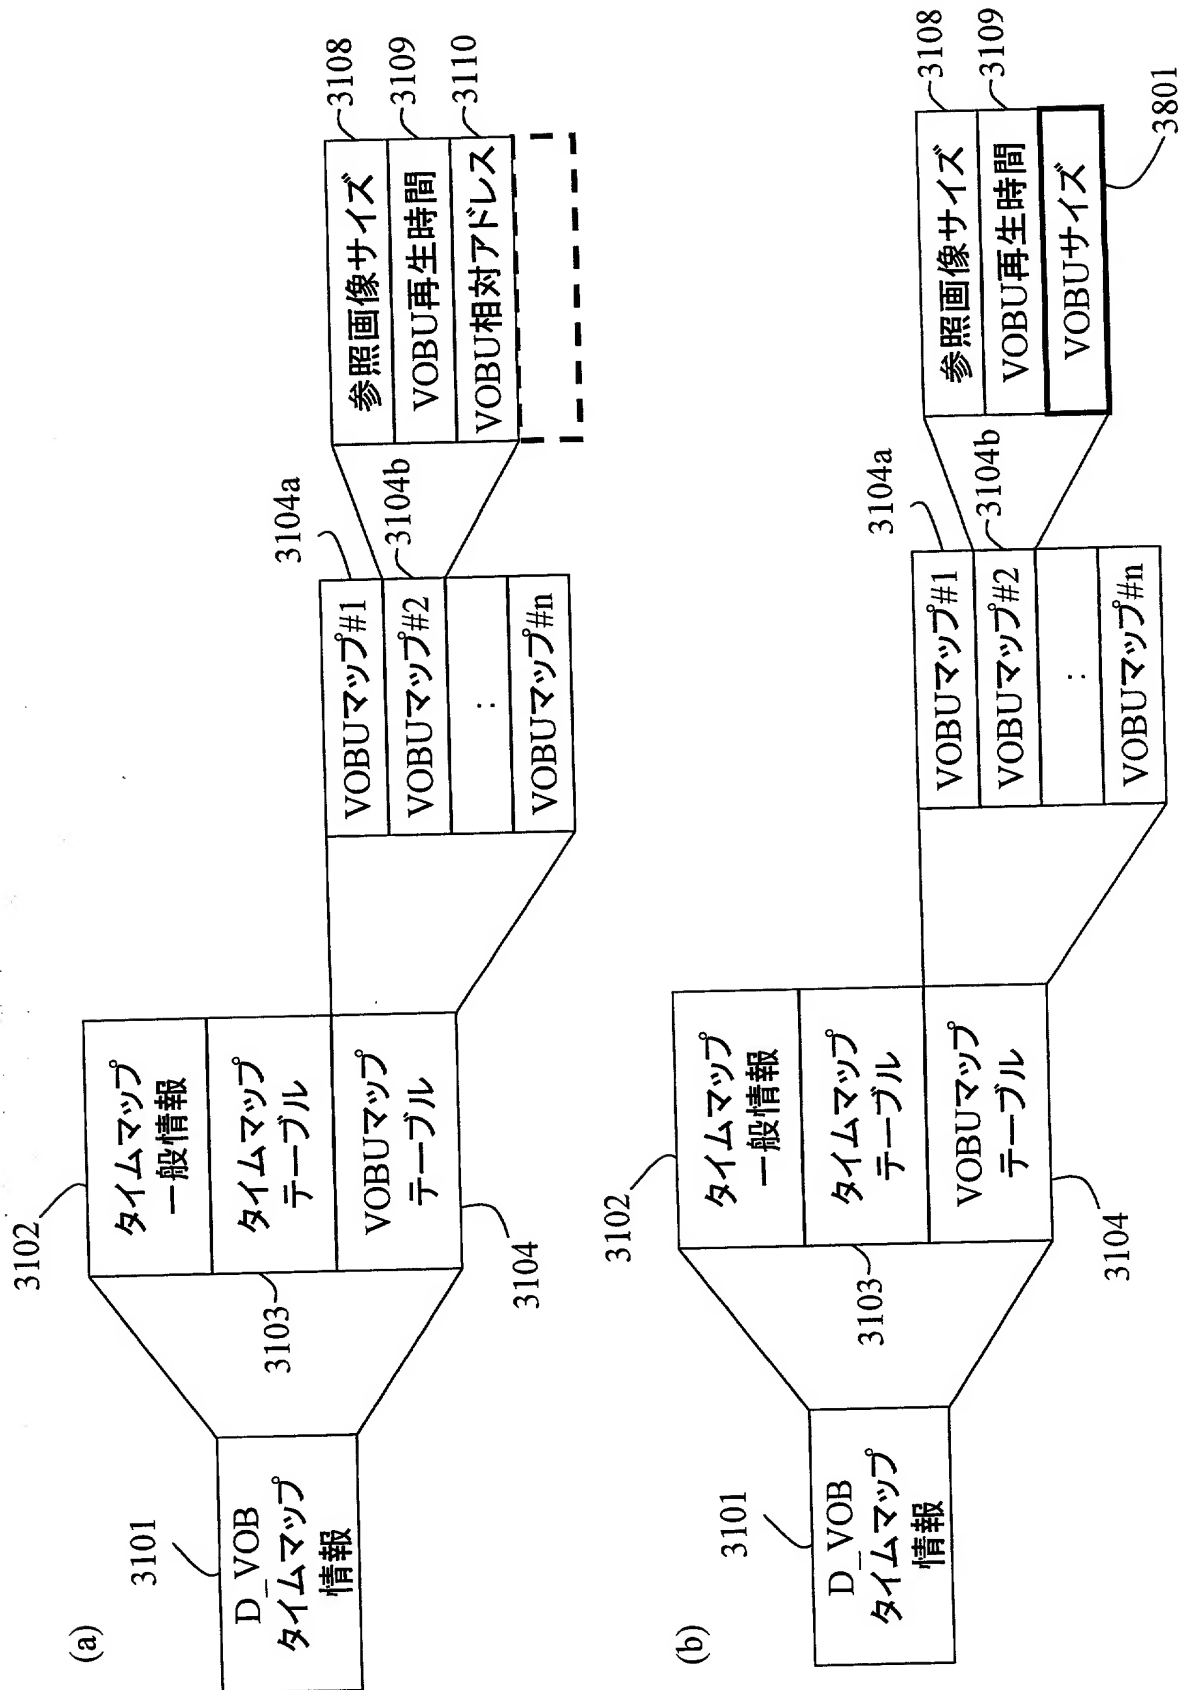 (a)
3101
D_VOB
タイムマップ
情報
3102
タイムマップ
一般情報
タイムマップ
テーブル
VOBUマップ
テーブル
3103
3104
3104a
VOBUマップ#1
VOBUマップ#2
:
VOBUマップ#n
3104b
参照画像サイズ
VOBU再生時間
VOBU相対アドレス
3108
3109
3110
(b)
3101
D_VOB
タイムマップ
情報
3102
タイムマップ
一般情報
タイムマップ
テーブル
VOBUマップ
テーブル
3103
3104
3104a
VOBUマップ#1
VOBUマップ#2
:
VOBUマップ#n
3104b
参照画像サイズ
VOBU再生時間
VOBUサイズ
3108
3109
3801